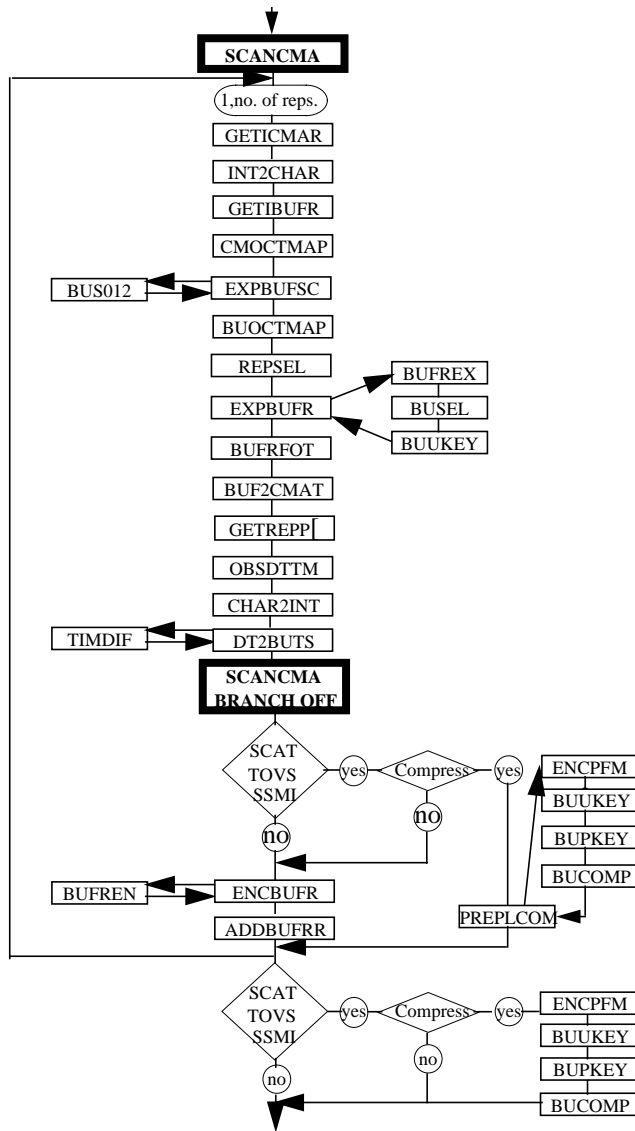 SCANCMA
1,no. of reps.
GETICMAR
INT2CHAR
GETIBUFR
CMOCTMAP
BUS012
EXPBUFSC
BUOCTMAP
REPSEL
BUFREX
EXPBUFR
BUSEL
BUUKEY
BUFRFOT
BUF2CMAT
GETREPP[
OBSDTTM
CHAR2INT
TIMDIF
DT2BUTS
SCANCMA
BRANCH OFF
SCAT
TOVS
SSMI
yes
Compress
yes
ENCPFM
BUUKEY
BUPKEY
BUCOMP
no
no
BUFREN
ENCBUFR
PREPLCOM
ADDBUFRR
SCAT
TOVS
SSMI
yes
Compress
yes
ENCPFM
BUUKEY
BUPKEY
BUCOMP
no
no